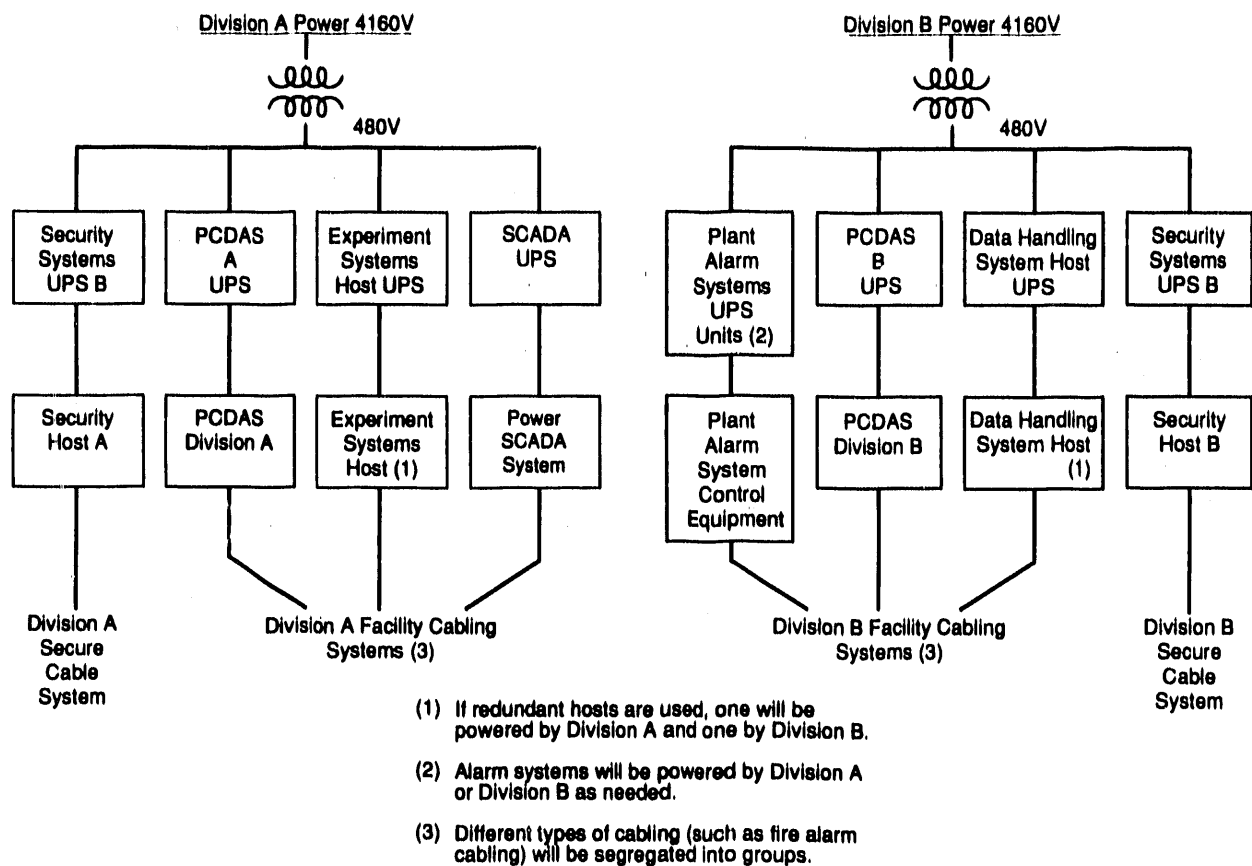 Division A Power 4160V
480V
Security
Systems
UPS B
PCDAS
A
UPS
Experiment
Systems
Host UPS
SCADA
UPS
Security
Host A
PCDAS
Division A
Experiment
Systems
Host (1)
Power
SCADA
System
Division A
Secure
Cable
System
Division A Facility Cabling
Systems (3)
Division B Power 4160V
480V
Plant
Alarm
Systems
UPS
Units (2)
PCDAS
B
UPS
Data Handling
System Host
UPS
Security
Systems
UPS B
Plant
Alarm
System
Control
Equipment
PCDAS
Division B
Data Handling
System Host
(1)
Security
Host B
Division B Facility Cabling
Systems (3)
Division B
Secure
Cable
System
(1) If redundant hosts are used, one will be
powered by Division A and one by Division B.
(2) Alarm systems will be powered by Division A
or Division B as needed.
(3) Different types of cabling (such as fire alarm
cabling) will be segregated into groups.